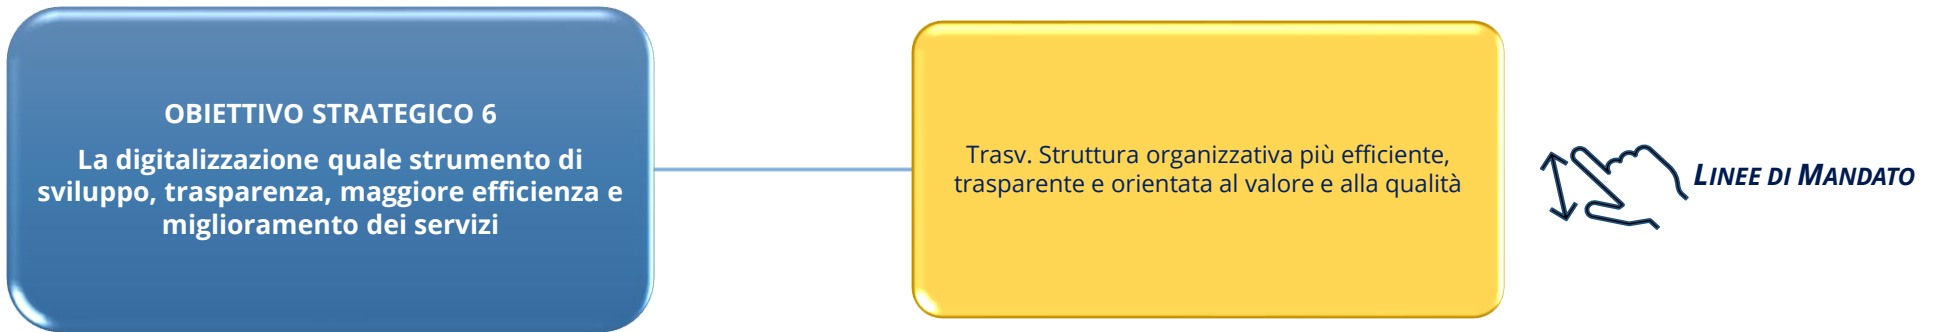 OBIETTIVO STRATEGICO 6
La digitalizzazione quale strumento di
sviluppo, trasparenza, maggiore efficienza e
miglioramento dei servizi
Trasv. Struttura organizzativa più efficiente,
trasparente e orientata al valore e alla qualità
LINEE DI MANDATO